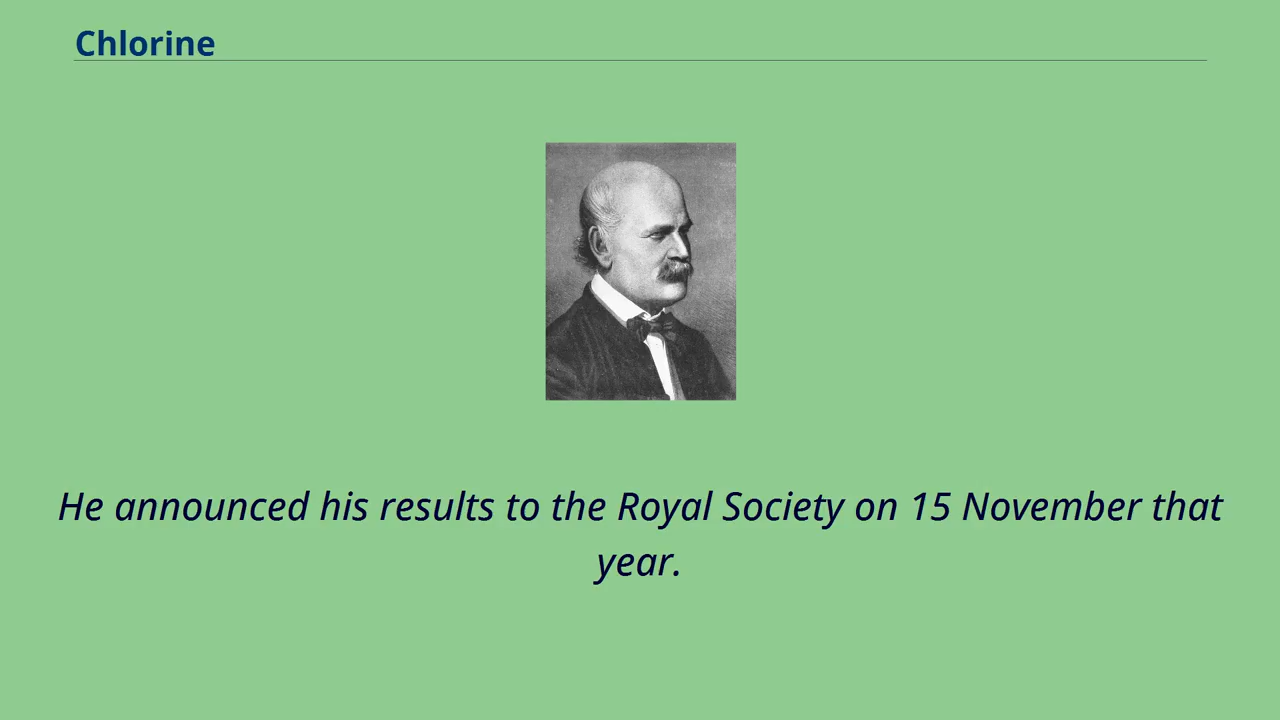 Chlorine
He announced his results to the Royal Society on 15 November that
year.